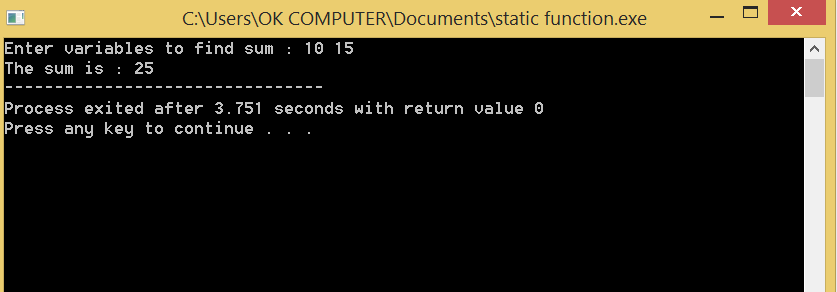 C:\Users\OK COMPUTER\Documents\static function.exe
Enter variables to find sum : 10 15
The sum is : 25
--------------------------------
Process exited after 3.751 seconds with return value 0
Press any key to continue . . .